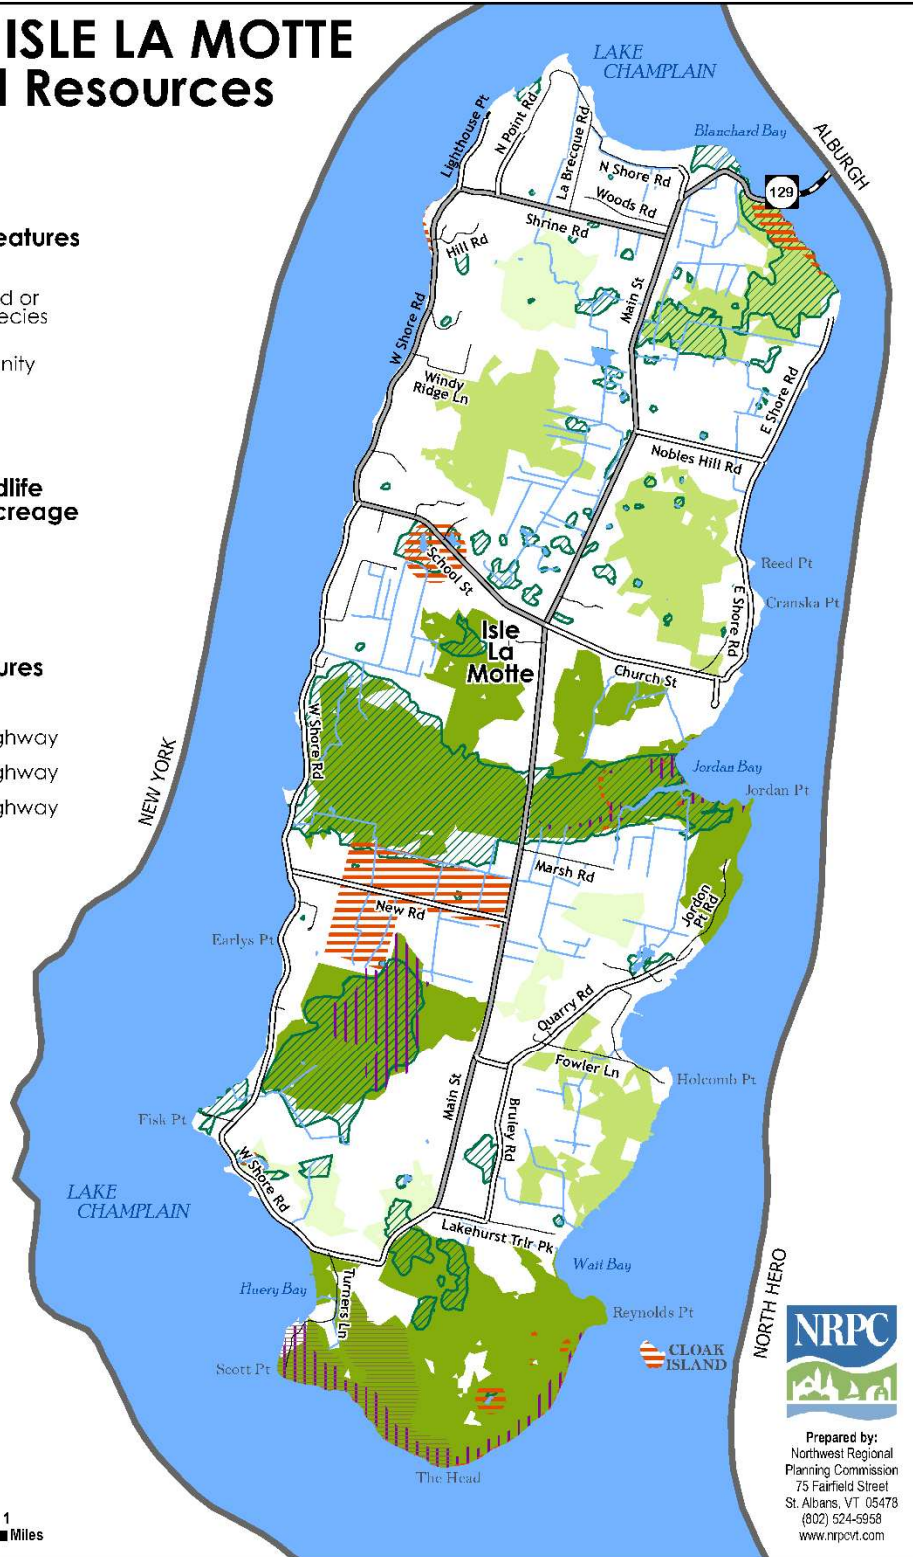 ISLE LA MOTTE
l Resources
LAKE
CHAMPLAIN
Blanchard Bay
ALBURGH
129
Lighthouse Pt
N Point Rd
La Brecque Rd
N Shore Rd
Woods Rd
Shrine Rd
Hill Rd
eatures
d or
ecies
nity
Main St
W Shore Rd
Windy
Ridge Ln
E Shore Rd
Nobles Hill Rd
dlife
creage
School St
Reed Pt
Cranska Pt
E Shore Rd
Isle
La
Motte
Church St
ures
ghway
ghway
ghway
W Shore Rd
NEW YORK
Jordan Bay
Jordan Pt
Marsh Rd
Jordon
Pt Rd
New Rd
Earlys Pt
Quarry Rd
Fowler Ln
Holcomb Pt
Main St
Bruley Rd
Fisk Pt
W Shore Rd
LAKE
CHAMPLAIN
Lakehurst Trlr Pk
Wait Bay
Huery Bay
Turners Ln
Reynolds Pt
NORTH HERO
CLOAK
ISLAND
Scott Pt
The Head
NRPC
Prepared by:
Northwest Regional
Planning Commission
75 Fairfield Street
St. Albans, VT 05478
(802) 524-5958
www.nrpcvt.com
1
Miles